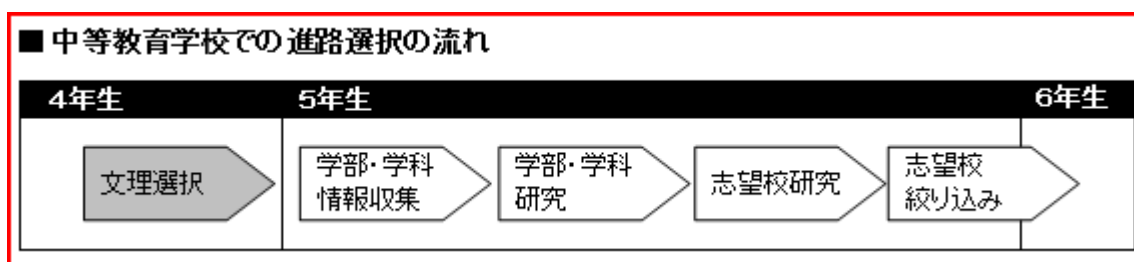 ■中等教育学校での進路選択の流れ
4年生
5年生
6年生
文理選択
学部・学科
情報収集
学部・学科
研究
志望校研究
志望校
絞り込み